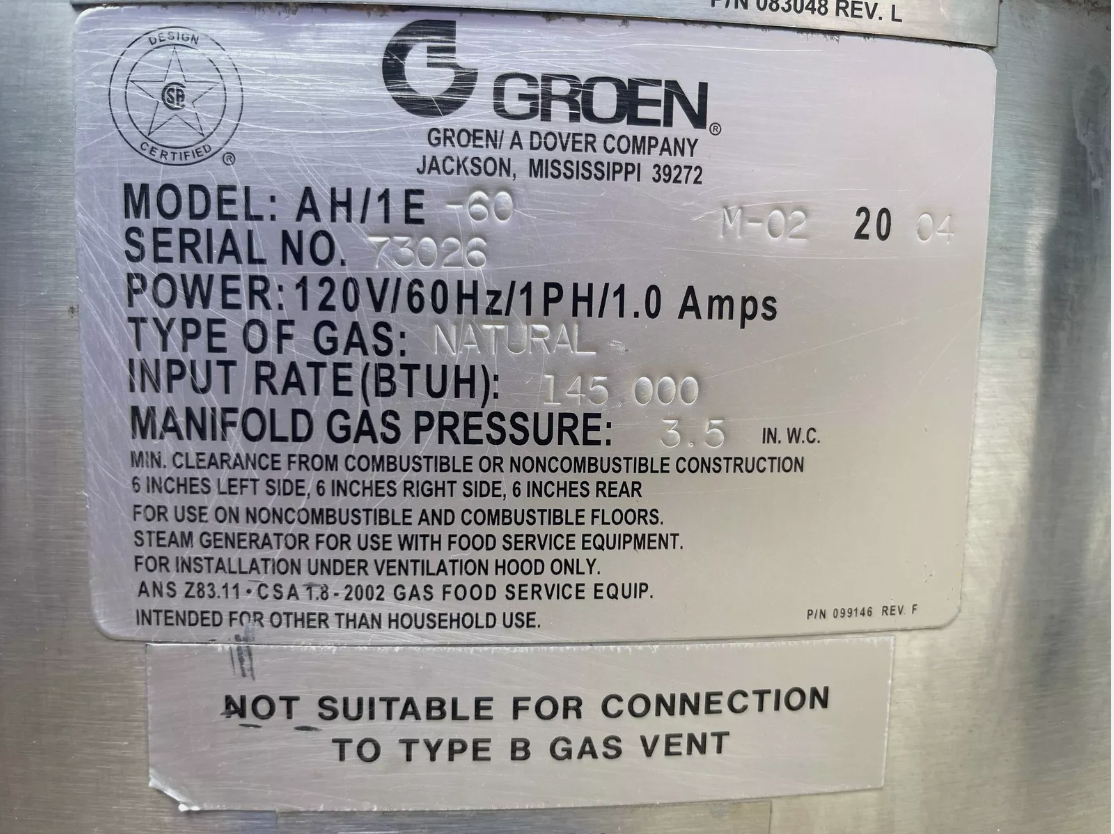 P/N 083048 REV. L
DESIGN
CERTIFIED ®
GROEN®
GROEN/ A DOVER COMPANY
JACKSON, MISSISSIPPI 39272
MODEL: AH/1E -60 M-02 20 04
SERIAL NO. 73026
POWER: 120V/60Hz/1PH/1.0 Amps
TYPE OF GAS: NATURAL
INPUT RATE(BTUH): 145,000
MANIFOLD GAS PRESSURE: 3.5 IN. W.C.
MIN. CLEARANCE FROM COMBUSTIBLE OR NONCOMBUSTIBLE CONSTRUCTION
6 INCHES LEFT SIDE, 6 INCHES RIGHT SIDE, 6 INCHES REAR
FOR USE ON NONCOMBUSTIBLE AND COMBUSTIBLE FLOORS.
STEAM GENERATOR FOR USE WITH FOOD SERVICE EQUIPMENT.
FOR INSTALLATION UNDER VENTILATION HOOD ONLY.
ANS Z83.11 • CSA 1.8 - 2002 GAS FOOD SERVICE EQUIP.
INTENDED FOR OTHER THAN HOUSEHOLD USE.
P/N 099146 REV. F
NOT SUITABLE FOR CONNECTION
TO TYPE B GAS VENT